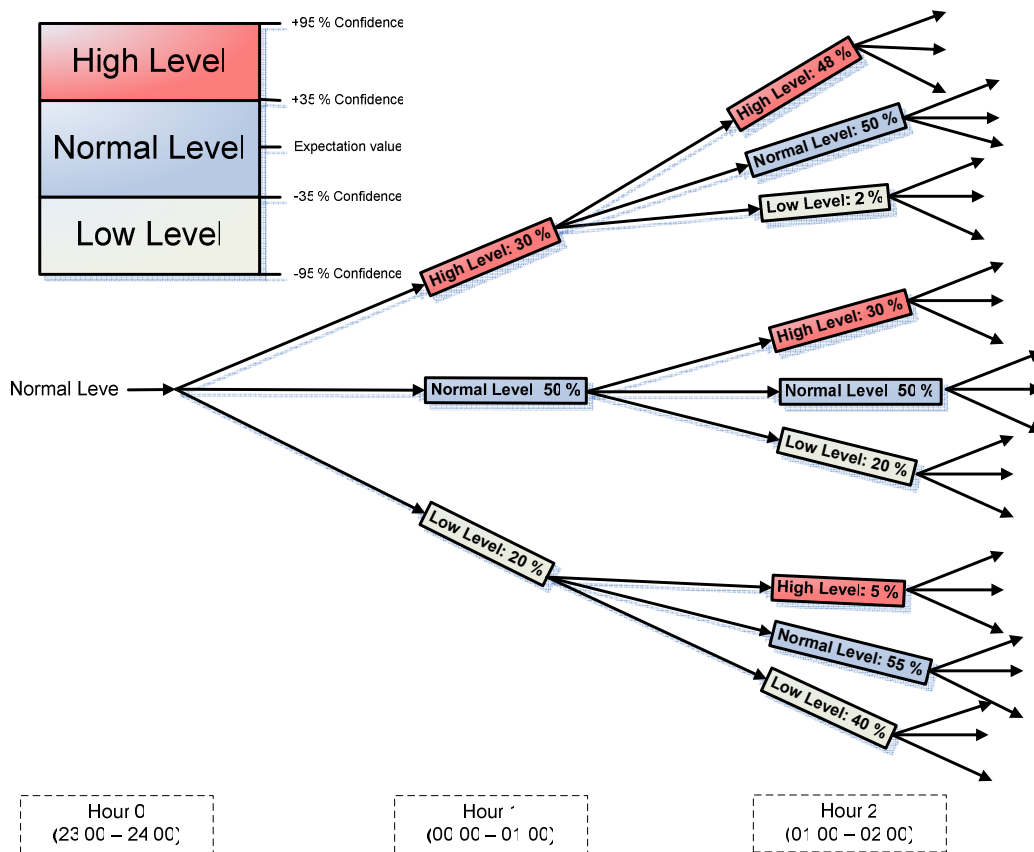 High Level
Normal Level
Low Level
+95 % Confidence
+35 % Confidence
Expectation value
-35 % Confidence
-95 % Confidence
Normal Leve
High Level: 30 %
Normal Level 50 %
Low Level: 20 %
High Level: 48 %
Normal Level: 50 %
Low Level: 2 %
High Level: 30 %
Normal Level 50 %
Low Level: 20 %
High Level: 5 %
Normal Level: 55 %
Low Level: 40 %
Hour 0
(23 00 – 24 00)
Hour 1
(00 00 – 01 00)
Hour 2
(01 00 – 02 00)